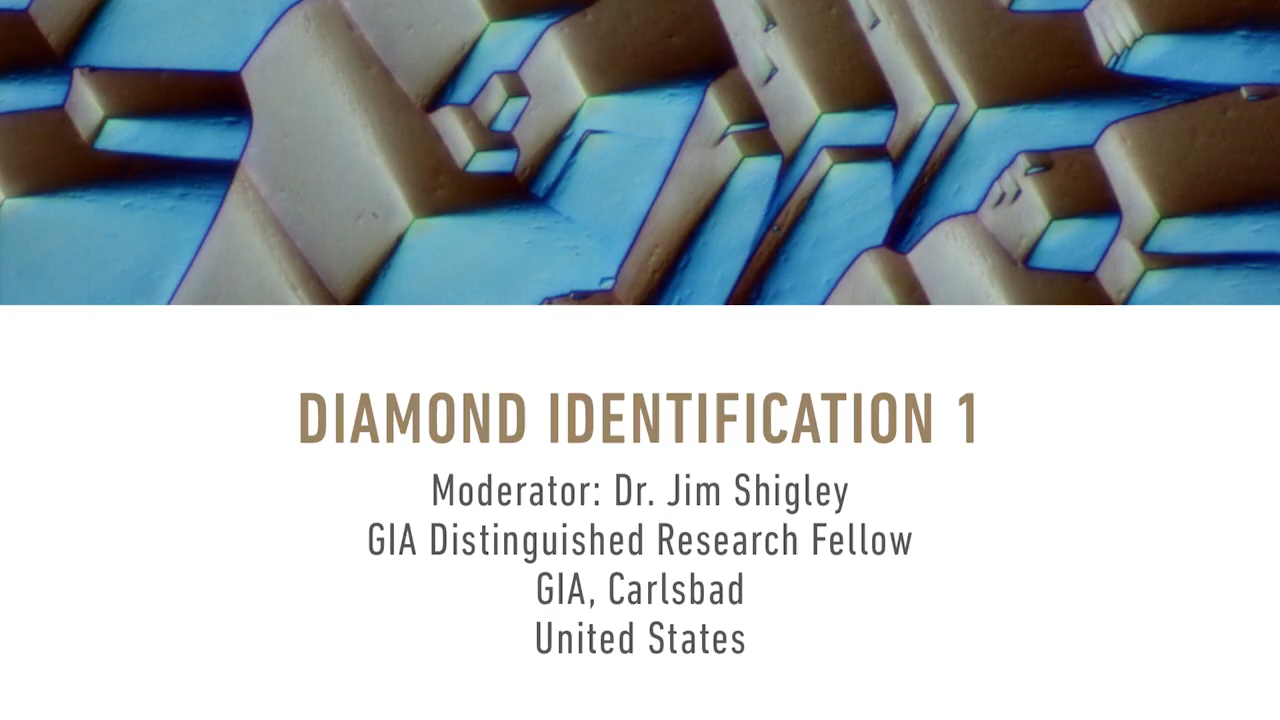 DIAMOND IDENTIFICATION 1
Moderator: Dr. Jim Shigley
GIA Distinguished Research Fellow
GIA, Carlsbad
United States